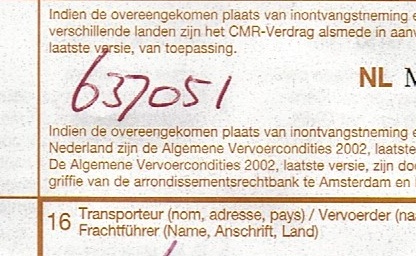 Indien de overeengekomen plaats van inontvangstneming e
verschillende landen zijn het CMR-Verdrag alsmede in aanv
laatste versie, van toepassing.
637051
NL M
Indien de overeengekomen plaats van inontvangstneming e
Nederland zijn de Algemene Vervoercondities 2002, laatste
De Algemene Vervoercondities 2002, laatste versie, zijn do
griffie van de arrondissementsrechtbank te Amsterdam en
16 Transporteur (nom, adresse, pays) / Vervoerder (na
Frachtführer (Name, Anschrift, Land)